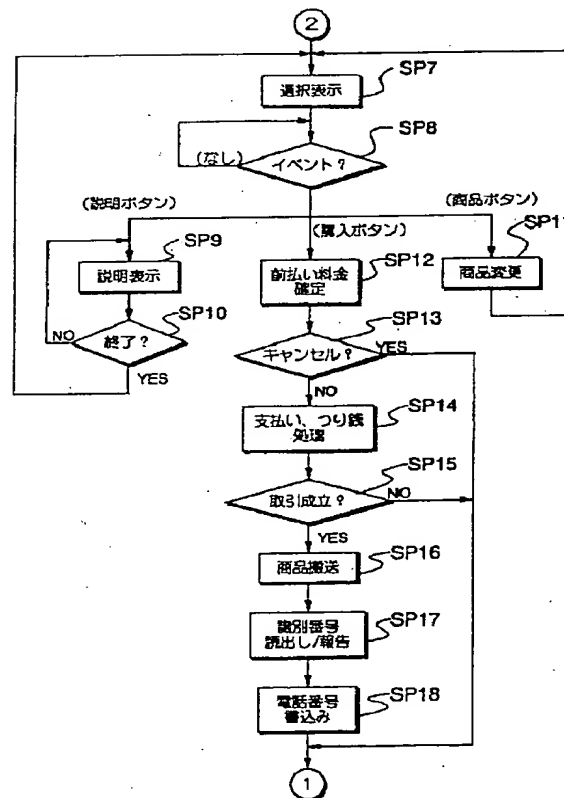 2
SP7
選択表示
SP8
(なし)
イベント?
(説明ボタン)
(購入ボタン)
(商品ボタン)
SP9
説明表示
SP12
前払い料金
確定
SP11
商品変更
SP10
終了?
NO
YES
SP13
キャンセル?
YES
NO
SP14
支払い、つり銭
処理
SP15
取引成立?
NO
YES
SP16
商品搬送
SP17
識別番号
読出し/報告
SP18
電話番号
書込み
1